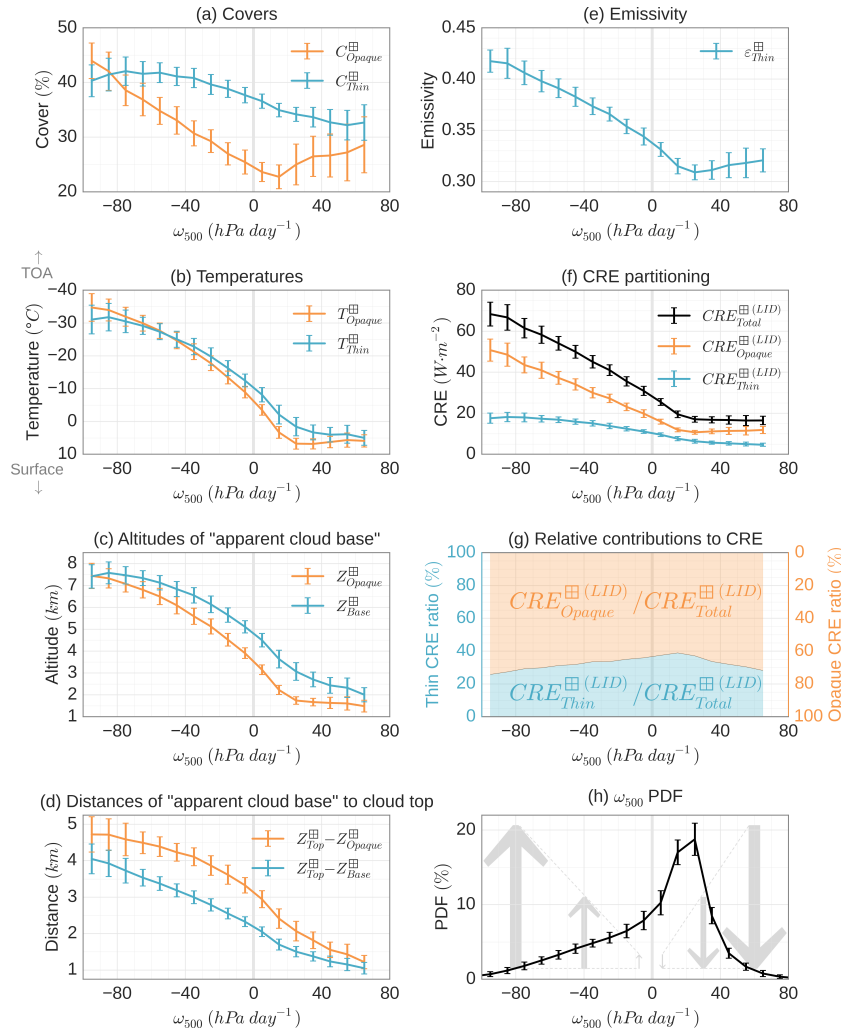 (a) Covers
50
40
30
20
Cover (%)
C⊞Opaque
C⊞Thin
−80 −40 0 40 80
ω500 (hPa day−1)
(e) Emissivity
0.45
0.40
0.35
0.30
Emissivity
ε⊞Thin
−80 −40 0 40 80
ω500 (hPa day−1)
↑
TOA
Surface
↓
(b) Temperatures
−40
−30
−20
−10
0
10
Temperature (°C)
T⊞Opaque
T⊞Thin
−80 −40 0 40 80
ω500 (hPa day−1)
(f) CRE partitioning
80
60
40
20
0
CRE (W·m−2)
CRE⊞(LID)Total
CRE⊞(LID)Opaque
CRE⊞(LID)Thin
−80 −40 0 40 80
ω500 (hPa day−1)
(c) Altitudes of "apparent cloud base"
8
7
6
5
4
3
2
1
Altitude (km)
Z⊞Opaque
Z⊞Base
−80 −40 0 40 80
ω500 (hPa day−1)
(g) Relative contributions to CRE
100
80
60
40
20
0
Thin CRE ratio (%)
CRE⊞(LID)Opaque/CRE⊞(LID)Total
CRE⊞(LID)Thin/CRE⊞(LID)Total
0
20
40
60
80
100
Opaque CRE ratio (%)
−80 −40 0 40 80
ω500 (hPa day−1)
(d) Distances of "apparent cloud base" to cloud top
5
4
3
2
1
Distance (km)
Z⊞Top−Z⊞Opaque
Z⊞Top−Z⊞Base
−80 −40 0 40 80
ω500 (hPa day−1)
(h) ω500 PDF
20
10
0
PDF (%)
−80 −40 0 40 80
ω500 (hPa day−1)